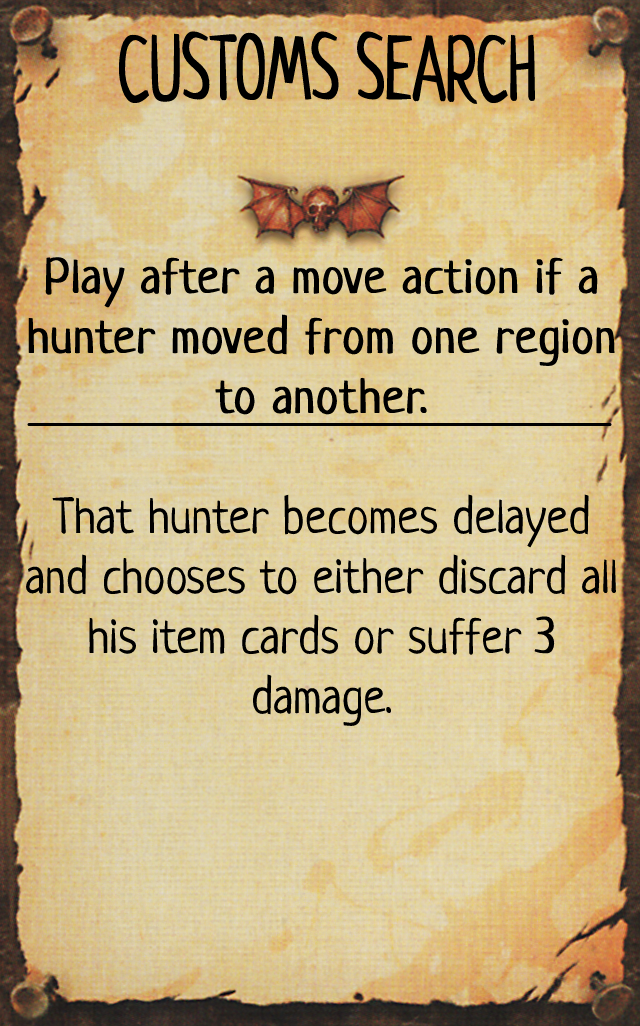 CUSTOMS SEARCH
Play after a move action if a
hunter moved from one region
to another.
That hunter becomes delayed
and chooses to either discard all
his item cards or suffer 3
damage.